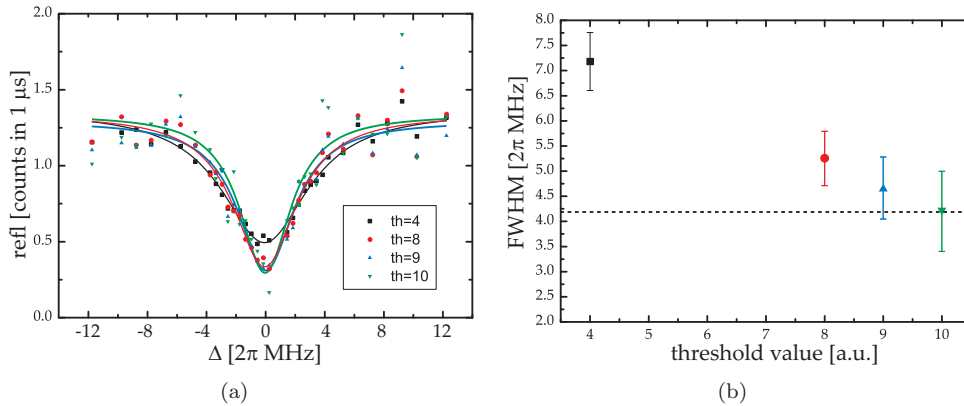 2.0
1.5
1.0
0.5
0.0
refl [counts in 1 μs]
th=4
th=8
th=9
th=10
-12 -8 -4 0 4 8 12
Δ [2π MHz]
(a)
8.0
7.5
7.0
6.5
6.0
5.5
5.0
4.5
4.0
3.5
3.0
2.5
2.0
FWHM [2π MHz]
4 5 6 7 8 9 10
threshold value [a.u.]
(b)